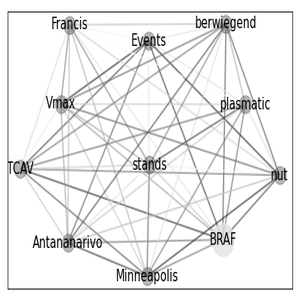 Francis
berwiegend
Events
Vmax
plasmatic
TCAV
stands
nut
Antananarivo
BRAF
Minneapolis